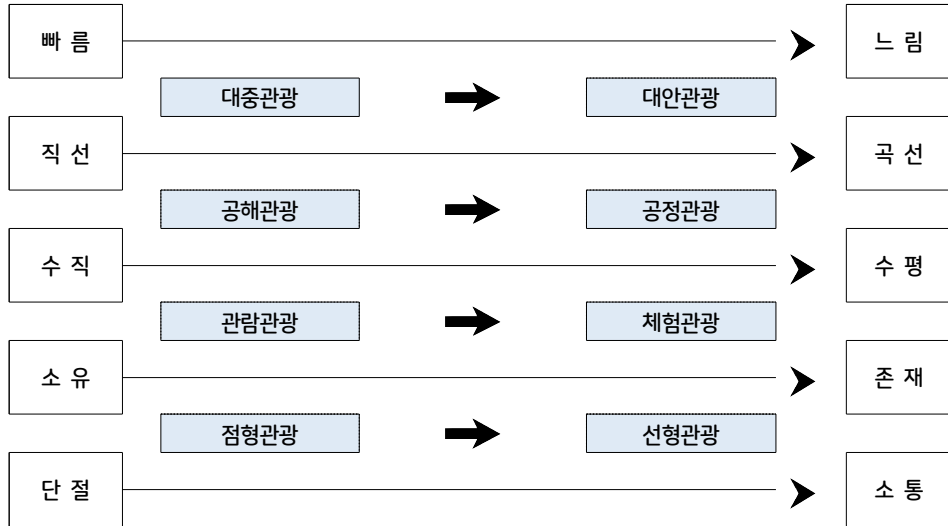 빠 름
느 림
대중관광
대안관광
직 선
곡 선
공해관광
공정관광
수 직
수 평
관람관광
체험관광
소 유
존 재
점형관광
선형관광
단 절
소 통